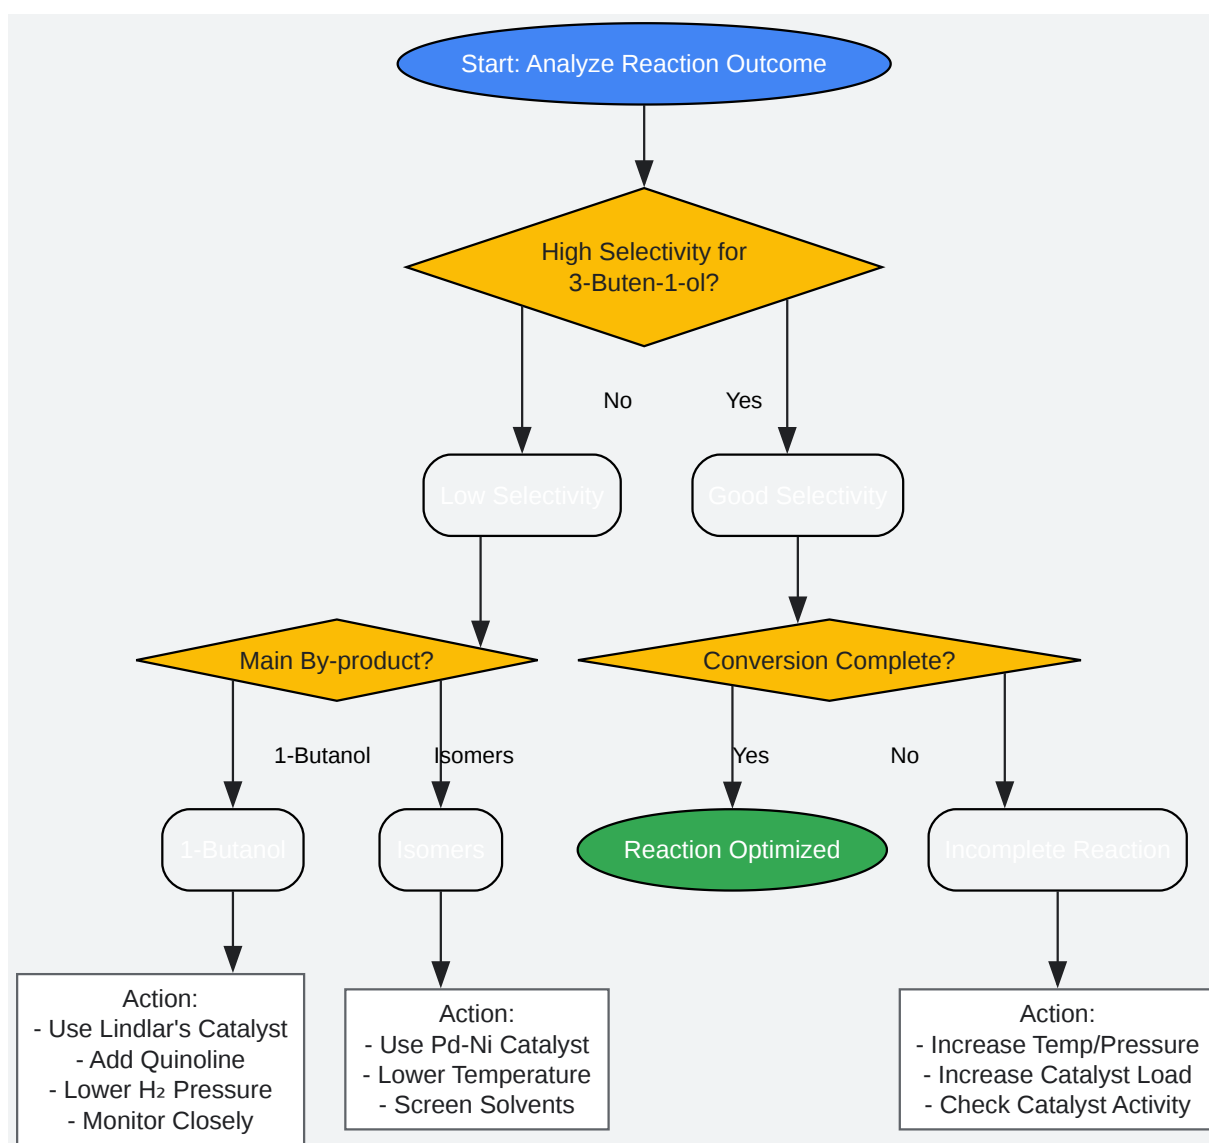 Start: Analyze Reaction Outcome
High Selectivity for
3-Buten-1-ol?
No
Yes
Low Selectivity
Good Selectivity
Main By-product?
Conversion Complete?
1-Butanol
Isomers
Yes
No
1-Butanol
Isomers
Reaction Optimized
Incomplete Reaction
Action:
- Use Lindlar's Catalyst
- Add Quinoline
- Lower H₂ Pressure
- Monitor Closely
Action:
- Use Pd-Ni Catalyst
- Lower Temperature
- Screen Solvents
Action:
- Increase Temp/Pressure
- Increase Catalyst Load
- Check Catalyst Activity